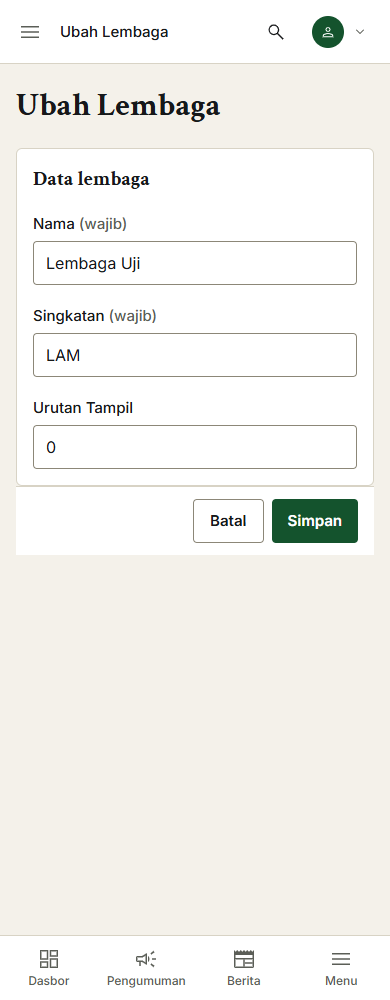 Ubah Lembaga
Ubah Lembaga
Data lembaga
Nama (wajib)
Lembaga Uji
Singkatan (wajib)
LAM
Urutan Tampil
0
Batal Simpan
Dasbor Pengumuman Berita Menu